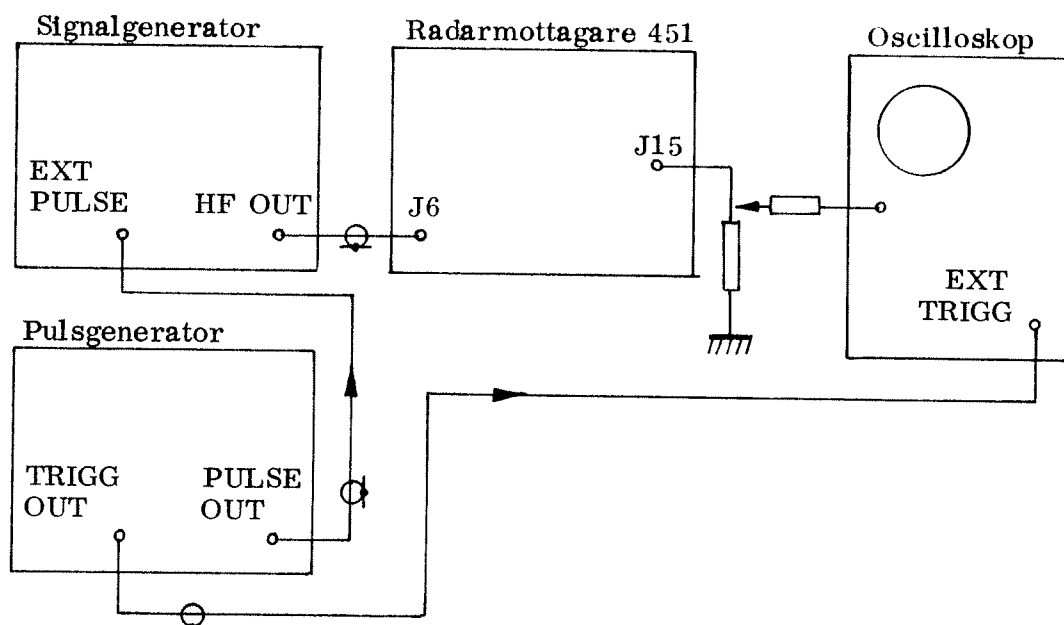 Signalgenerator
EXT
PULSE
HF OUT
Radarmottagare 451
J6
J15
Oscilloskop
EXT
TRIGG
Pulsgenerator
TRIGG
OUT
PULSE
OUT